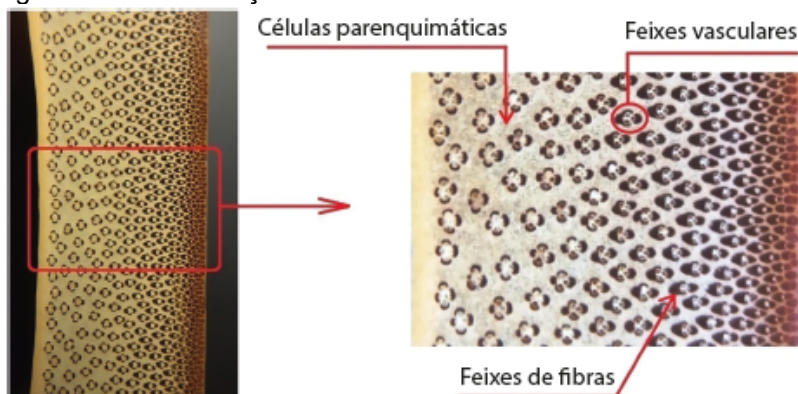 Células parenquimáticas
Feixes vasculares
Feixes de fibras